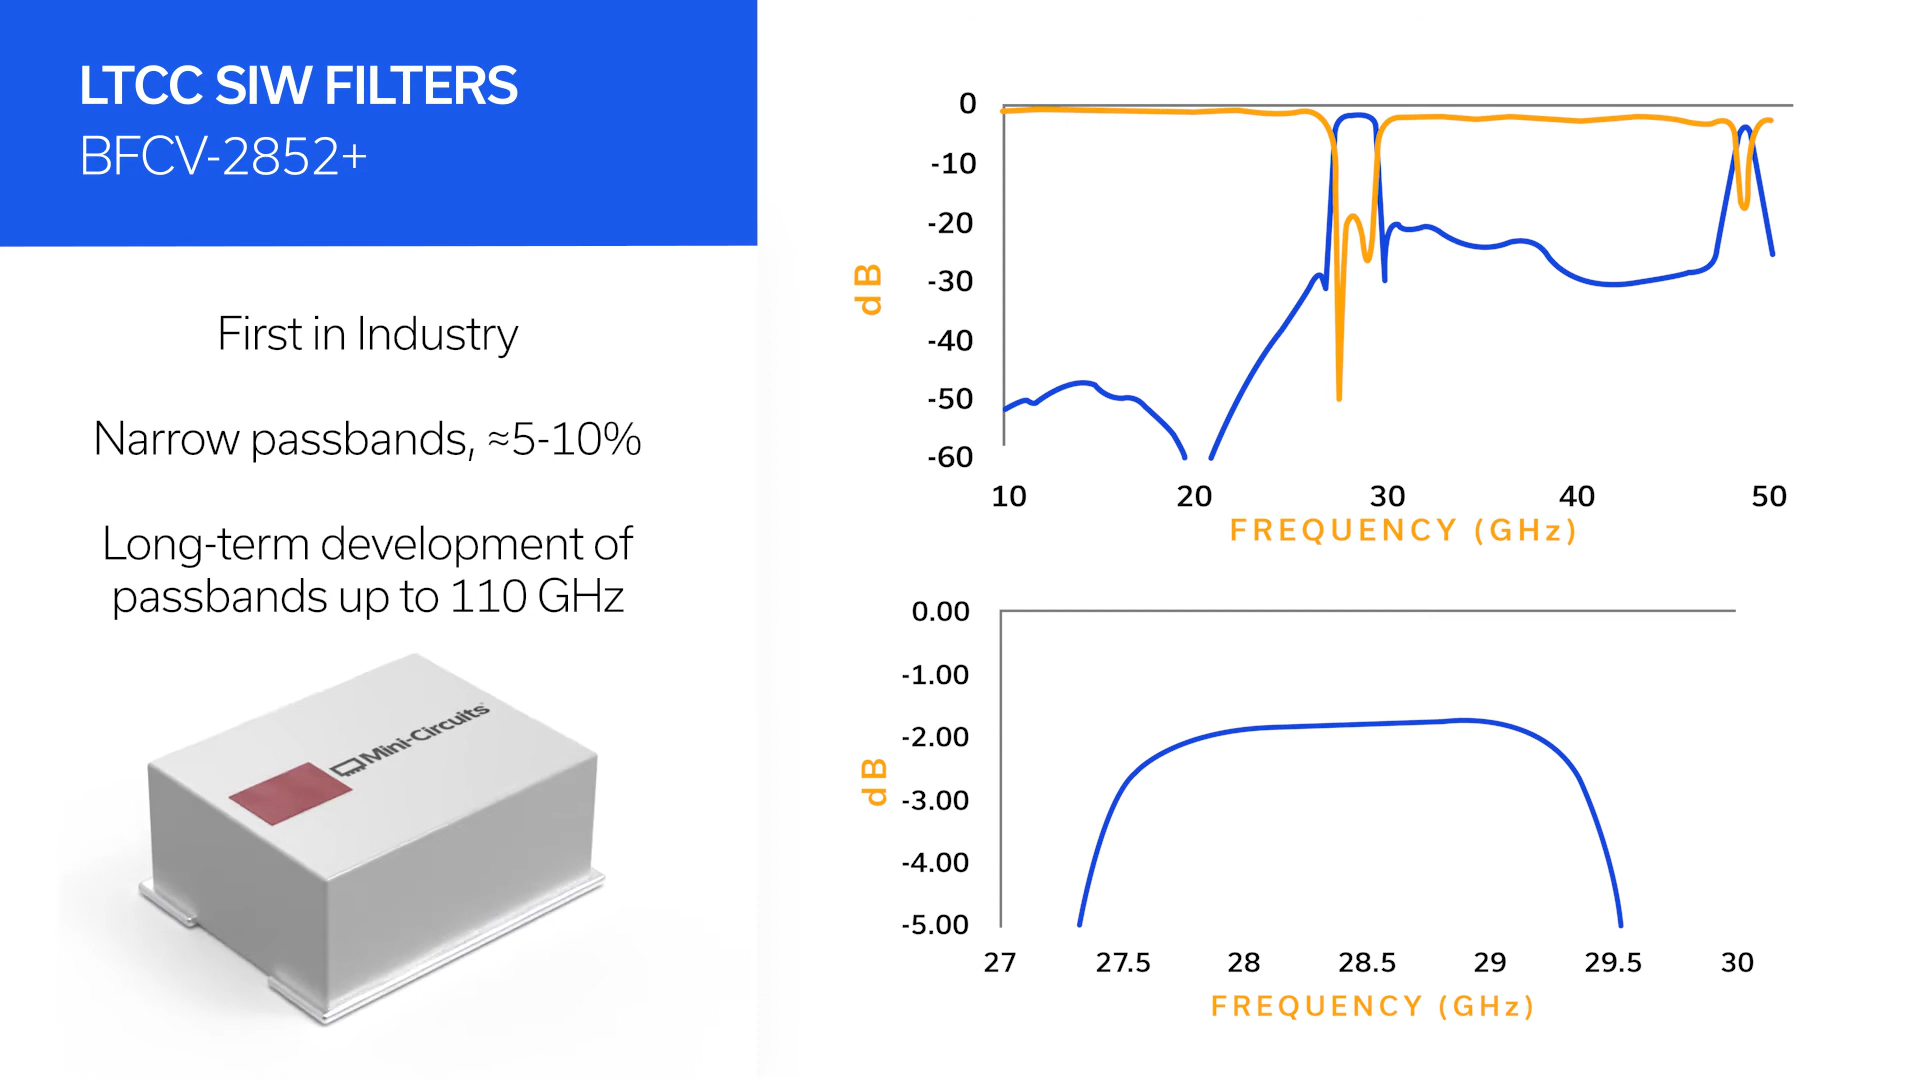 LTCC SIW FILTERS
BFCV-2852+
First in Industry
Narrow passbands, ≈5-10%
Long-term development of
passbands up to 110 GHz
Mini-Circuits
0
-10
-20
-30
-40
-50
-60
dB
10 20 30 40 50
FREQUENCY (GHz)
0.00
-1.00
-2.00
-3.00
-4.00
-5.00
dB
27 27.5 28 28.5 29 29.5 30
FREQUENCY (GHz)